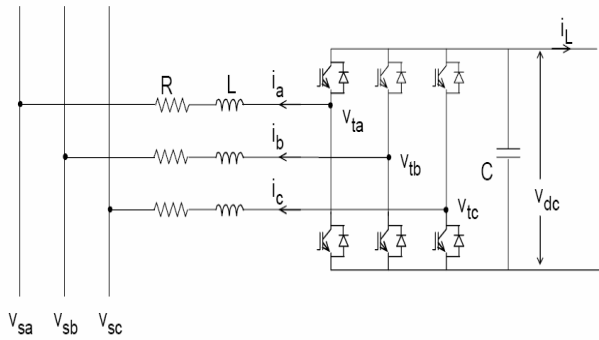 i_L
R L i_a
v_ta
i_b
v_tb
C
v_dc
i_c
v_tc
v_sa v_sb v_sc